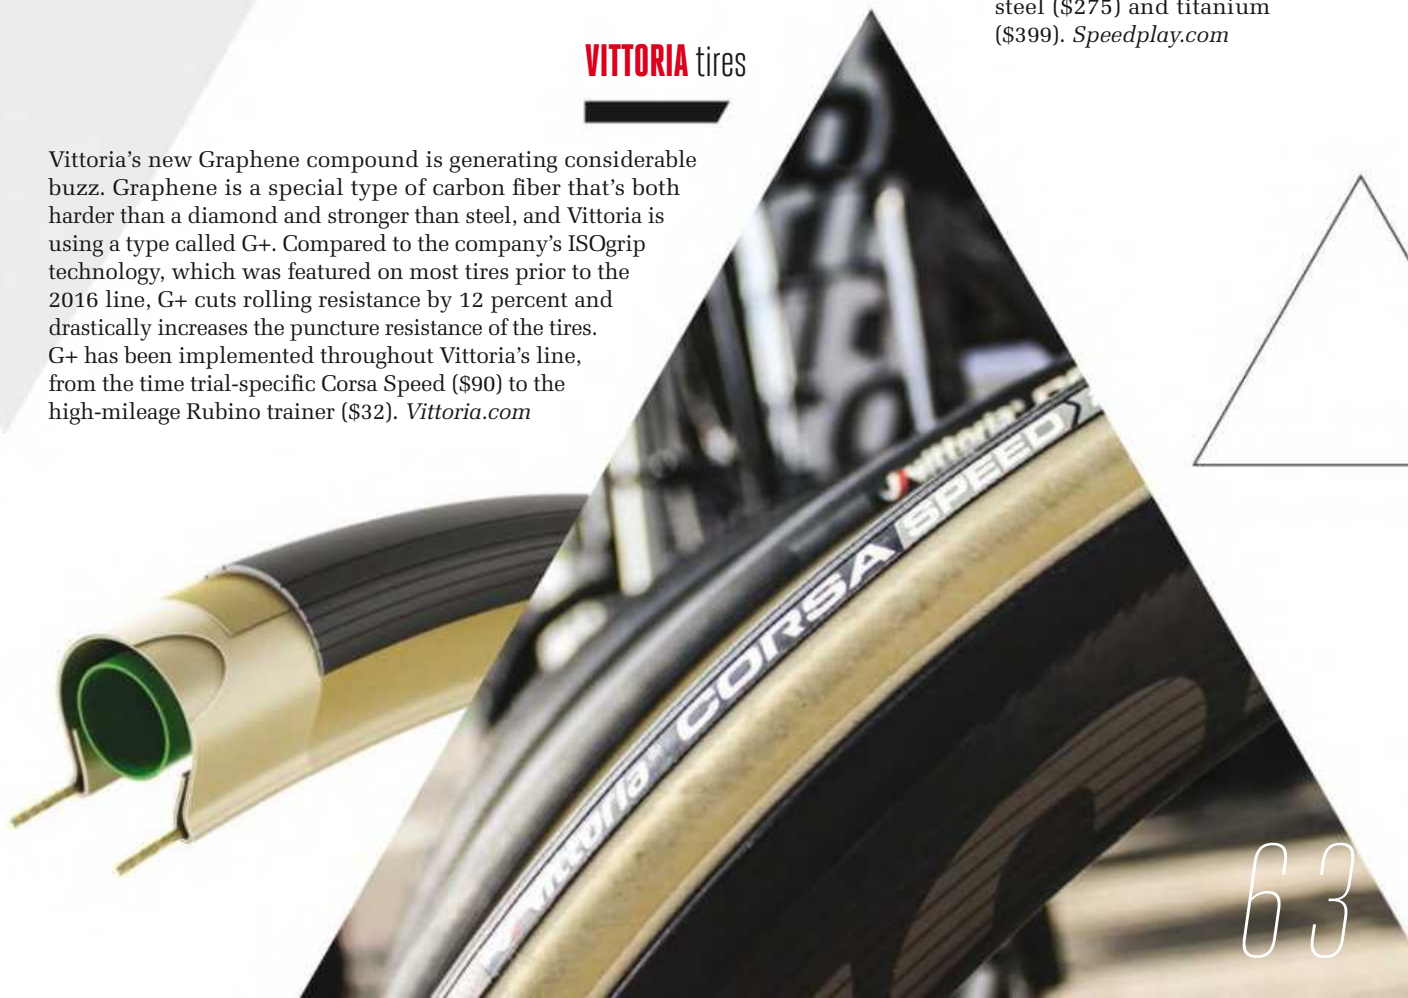 steel ($275) and titanium
($399). Speedplay.com
VITTORIA tires
Vittoria’s new Graphene compound is generating considerable
buzz. Graphene is a special type of carbon fiber that’s both
harder than a diamond and stronger than steel, and Vittoria is
using a type called G+. Compared to the company’s ISOgrip
technology, which was featured on most tires prior to the
2016 line, G+ cuts rolling resistance by 12 percent and
drastically increases the puncture resistance of the tires.
G+ has been implemented throughout Vittoria’s line,
from the time trial-specific Corsa Speed ($90) to the
high-mileage Rubino trainer ($32). Vittoria.com
vittoria
vittoria CORSA SPEED
63